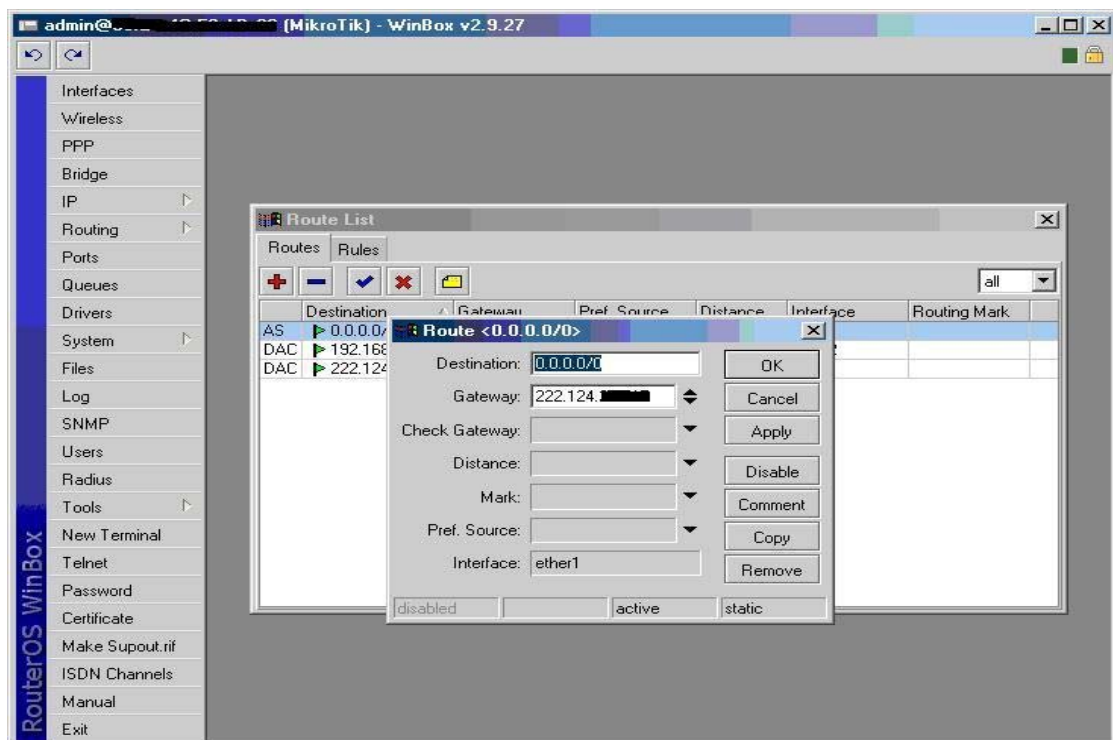 admin@ (MikroTik) - WinBox v2.9.27
Interfaces
Wireless
PPP
Bridge
IP
Routing
Ports
Queues
Drivers
System
Files
Log
SNMP
Users
Radius
Tools
New Terminal
Telnet
Password
Certificate
Make Supout.rif
ISDN Channels
Manual
Exit
RouterOS WinBox
Route List
Routes Rules
all
Destination Gateway Pref. Source Distance Interface Routing Mark
AS 0.0.0.0/
DAC 192.168
DAC 222.124
Route <0.0.0.0/0>
Destination: 0.0.0.0/0
Gateway: 222.124.
Check Gateway:
Distance:
Mark:
Pref. Source:
Interface: ether1
OK
Cancel
Apply
Disable
Comment
Copy
Remove
disabled active static